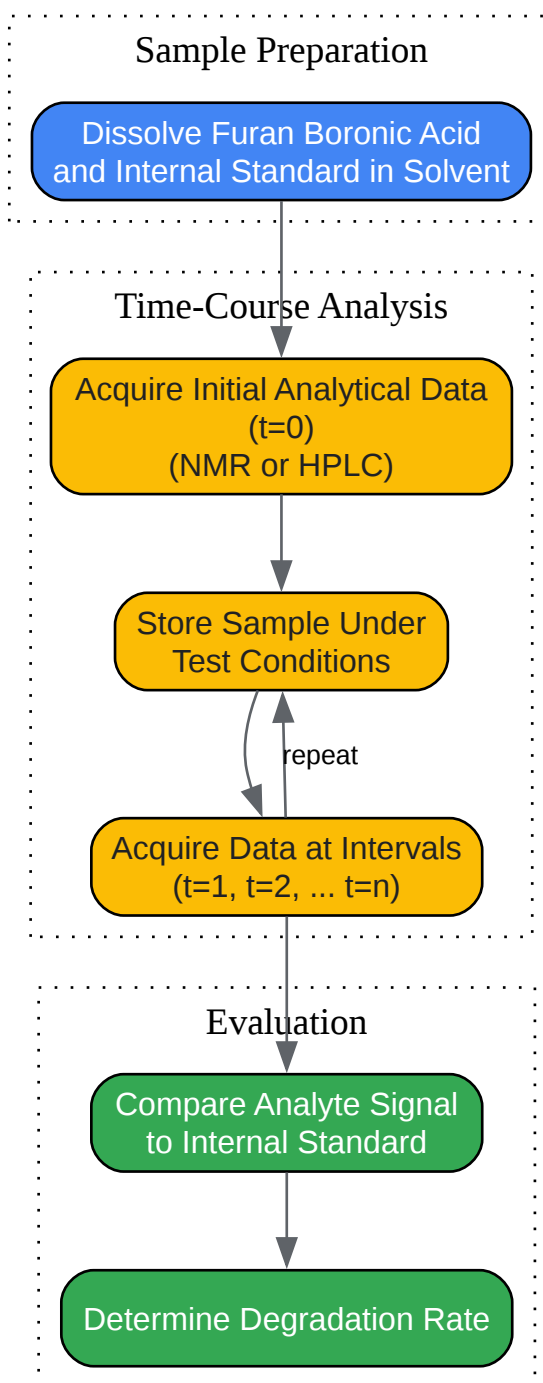 Sample Preparation
Dissolve Furan Boronic Acid
and Internal Standard in Solvent
Time-Course Analysis
Acquire Initial Analytical Data
(t=0)
(NMR or HPLC)
Store Sample Under
Test Conditions
repeat
Acquire Data at Intervals
(t=1, t=2, ... t=n)
Evaluation
Compare Analyte Signal
to Internal Standard
Determine Degradation Rate